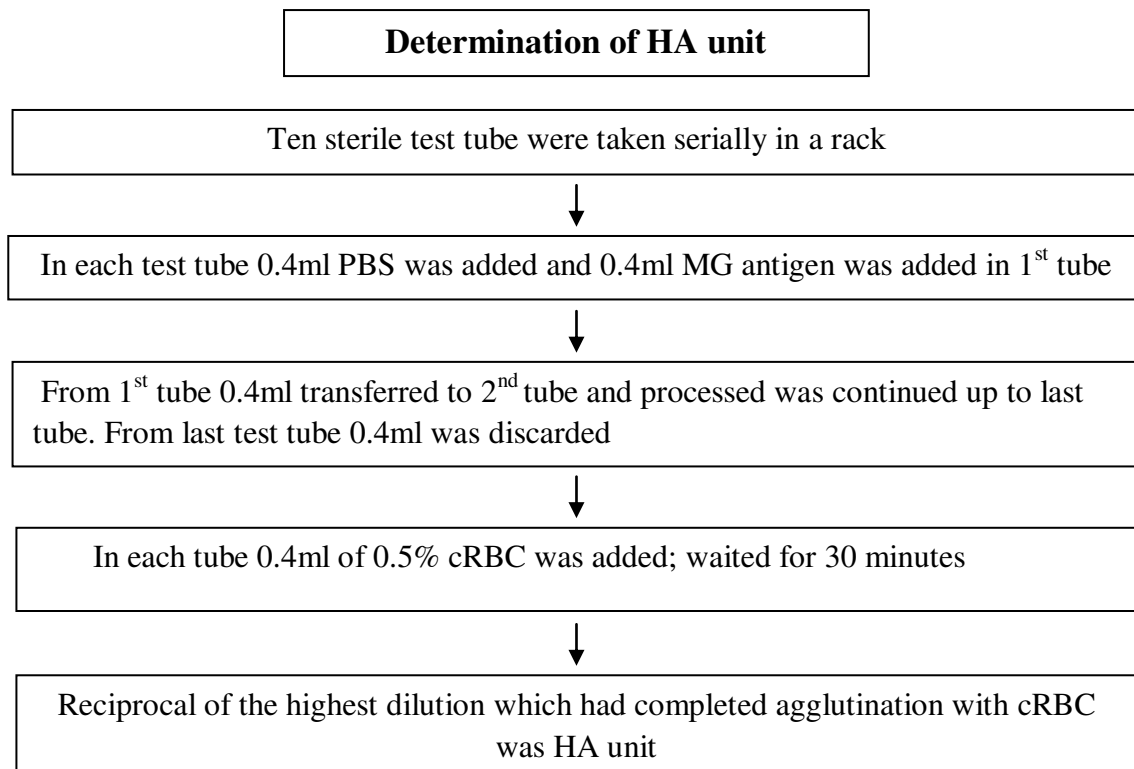 Determination of HA unit
Ten sterile test tube were taken serially in a rack
In each test tube 0.4ml PBS was added and 0.4ml MG antigen was added in 1st tube
From 1st tube 0.4ml transferred to 2nd tube and processed was continued up to last
tube. From last test tube 0.4ml was discarded
In each tube 0.4ml of 0.5% cRBC was added; waited for 30 minutes
Reciprocal of the highest dilution which had completed agglutination with cRBC
was HA unit